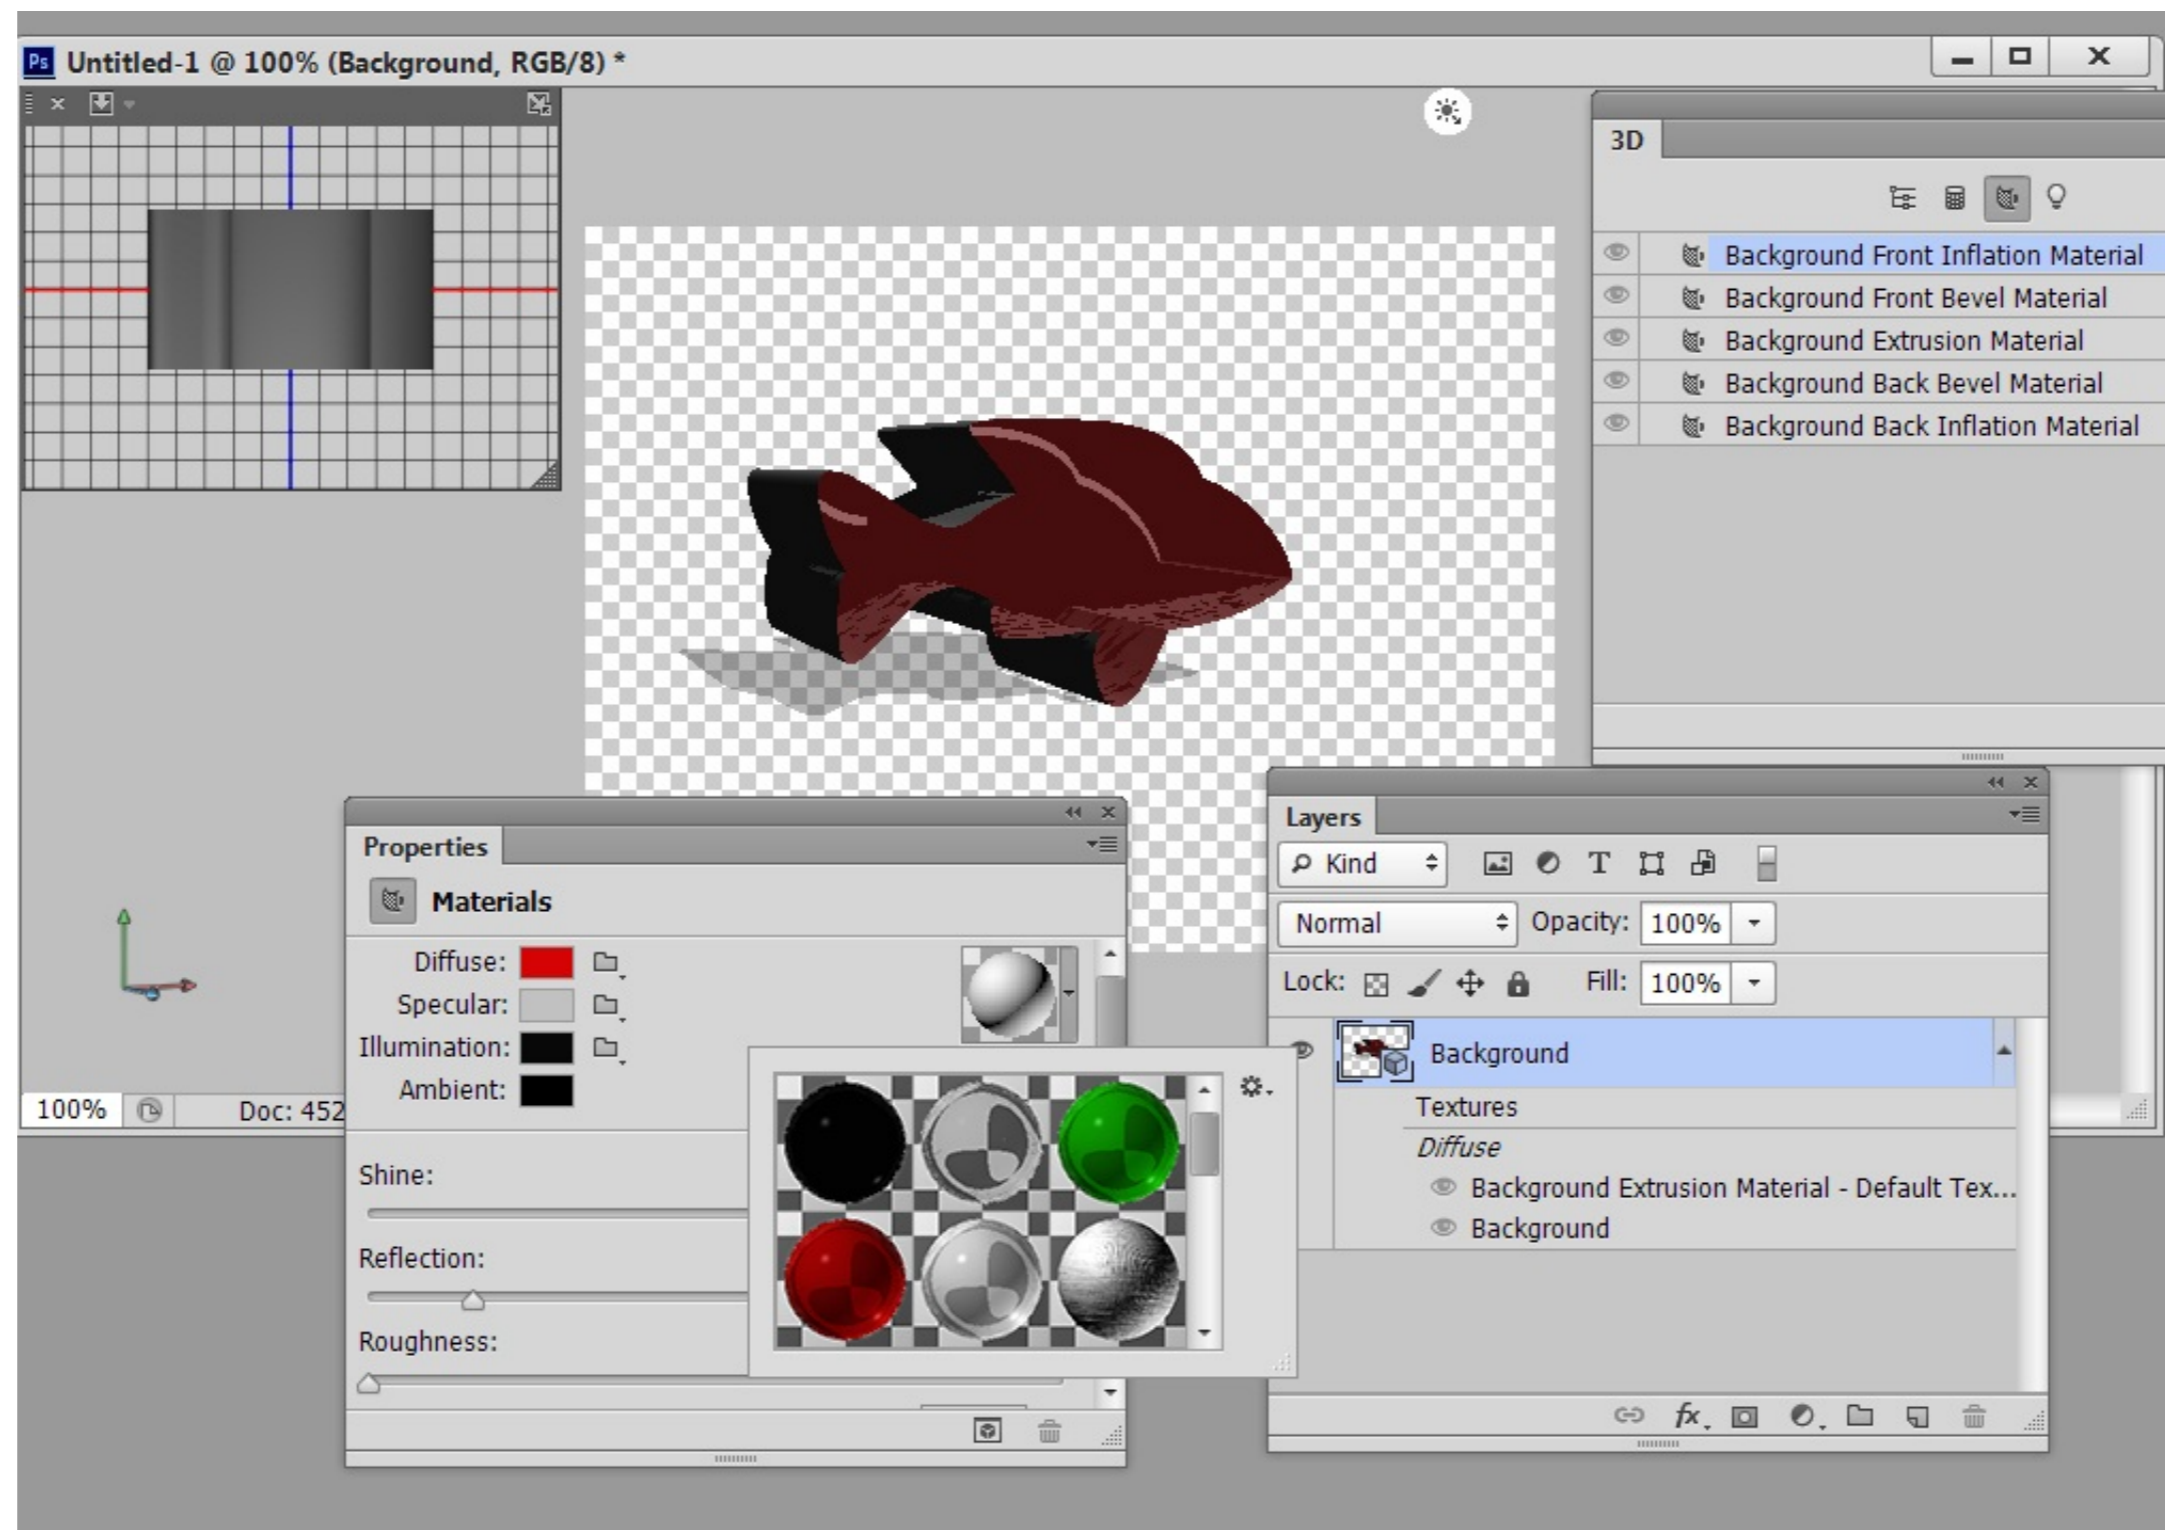 Ps Untitled-1 @ 100% (Background, RGB/8) *
3D
Background Front Inflation Material
Background Front Bevel Material
Background Extrusion Material
Background Back Bevel Material
Background Back Inflation Material
Properties
Materials
Diffuse:
Specular:
Illumination:
Ambient:
Shine:
Reflection:
Roughness:
100%
Doc: 452
Layers
Kind
T
Normal
Opacity: 100%
Lock:
Fill: 100%
Background
Textures
Diffuse
Background Extrusion Material - Default Tex...
Background
fx